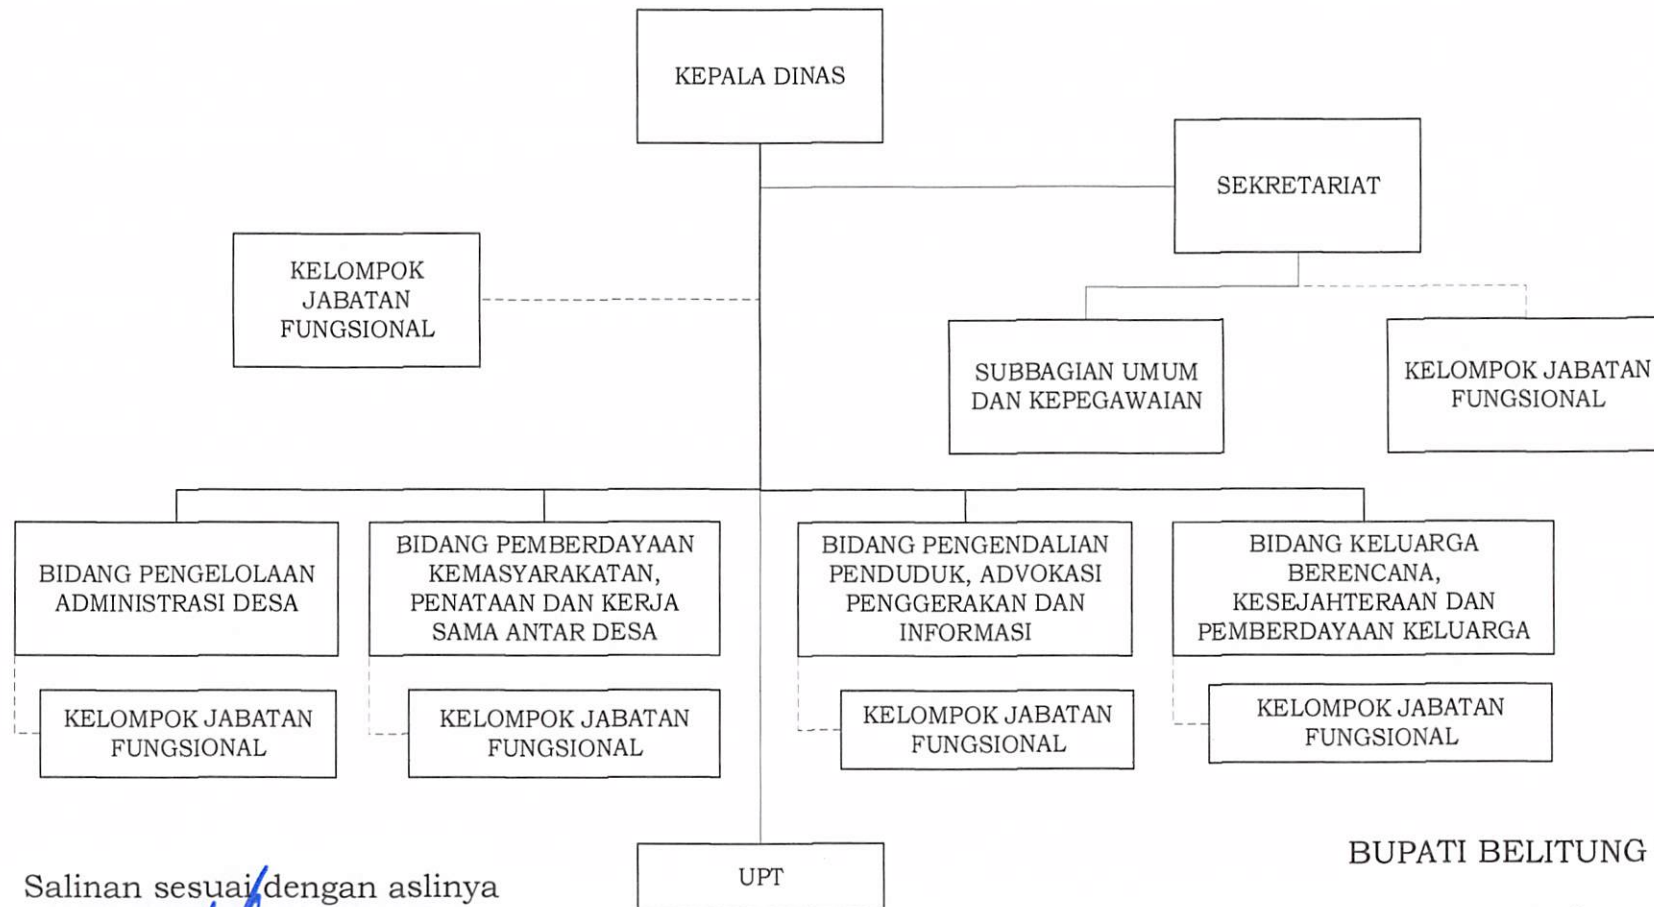 KEPALA DINAS
SEKRETARIAT
KELOMPOK
JABATAN
FUNGSIONAL
SUBBAGIAN UMUM
DAN KEPEGAWAIAN
KELOMPOK JABATAN
FUNGSIONAL
BIDANG PENGELOLAAN
ADMINISTRASI DESA
BIDANG PEMBERDAYAAN
KEMASYARAKATAN,
PENATAAN DAN KERJA
SAMA ANTAR DESA
BIDANG PENGENDALIAN
PENDUDUK, ADVOKASI
PENGGERAKAN DAN
INFORMASI
BIDANG KELUARGA
BERENCANA,
KESEJAHTERAAN DAN
PEMBERDAYAAN KELUARGA
KELOMPOK JABATAN
FUNGSIONAL
KELOMPOK JABATAN
FUNGSIONAL
KELOMPOK JABATAN
FUNGSIONAL
KELOMPOK JABATAN
FUNGSIONAL
UPT
BUPATI BELITUNG
Salinan sesuai dengan aslinya